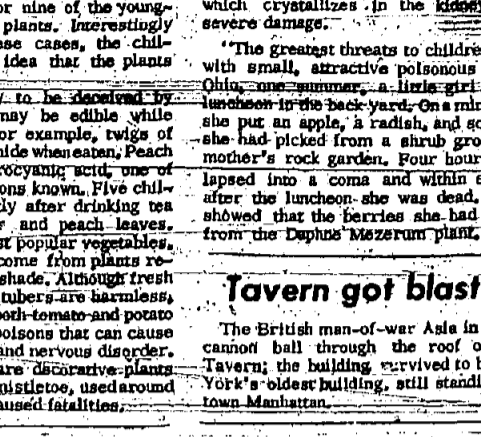 or nine of the young-
plants. Interestingly
ese cases, the chil-
idea that the plants
y to be deceived by
may be edible while
or example, twigs of
ide when eaten. Peach
rocyanic acid, one of
ons known. Five chil-
ly after drinking tea
r and peach leaves.
st popular vegetables,
come from plants re-
shade. Although fresh
tubers are harmless,
both tomato and potato
poisons that can cause
and nervous disorder.
are decorative plants
mistletoe, used around
aused fatalities.
which crystallizes in the kidney
severe damage.
"The greatest threats to childre
with small, attractive poisonous
Ohio, one summer, a little girl
luncheon in the back yard. On a mir
she put an apple, a radish, and so
she had picked from a shrub gro
mother's rock garden. Four hour
lapsed into a coma and within
after the luncheon she was dead.
showed that the berries she had
from the Daphne Mezerum plant.
Tavern got blast
The British man-of-war Asia in
cannon ball through the roof o
Tavern; the building survived to b
York's oldest building, still standi
town Manhattan.